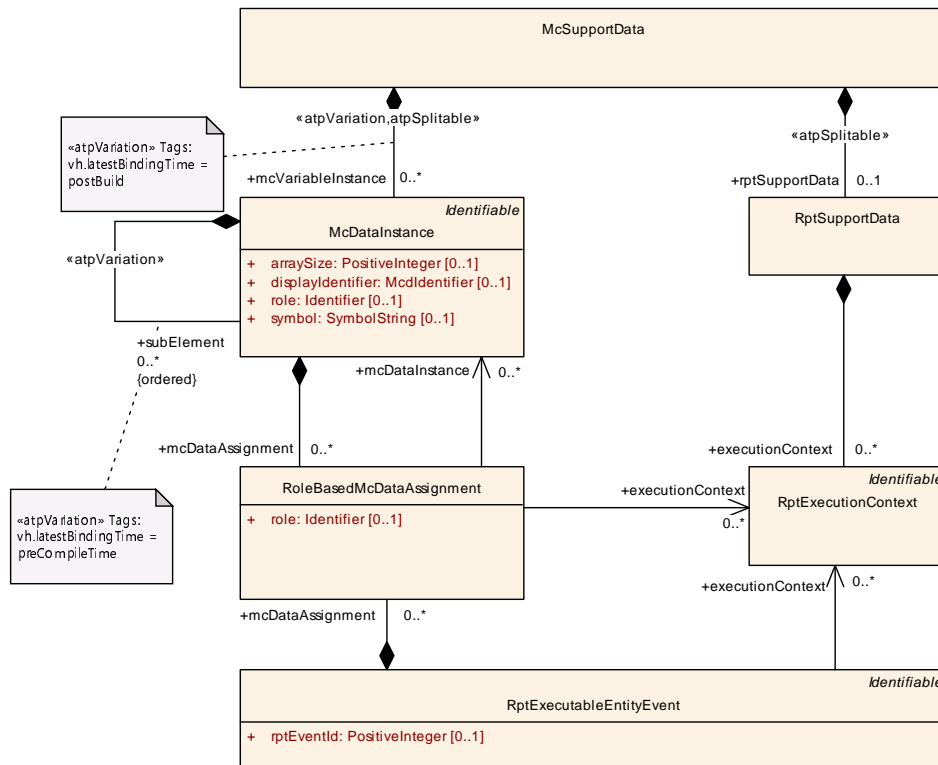 McSupportData
«atpVariation,atpSplitable»
«atpSplitable»
«atpVariation» Tags:
vh.latestBindingTime =
postBuild
+mcVariableInstance 0..*
+rptSupportData 0..1
Identifiable
McDataInstance
+ arraySize: PositiveInteger [0..1]
+ displayIdentifier: McdIdentifier [0..1]
+ role: Identifier [0..1]
+ symbol: SymbolString [0..1]
RptSupportData
«atpVariation»
+subElement
0..*
{ordered}
+mcDataInstance 0..*
+mcDataAssignment 0..*
+executionContext 0..*
RoleBasedMcDataAssignment
+ role: Identifier [0..1]
+executionContext
0..*
Identifiable
RptExecutionContext
«atpVariation» Tags:
vh.latestBindingTime =
preCompileTime
+executionContext 0..*
+mcDataAssignment 0..*
Identifiable
RptExecutableEntityEvent
+ rptEventId: PositiveInteger [0..1]